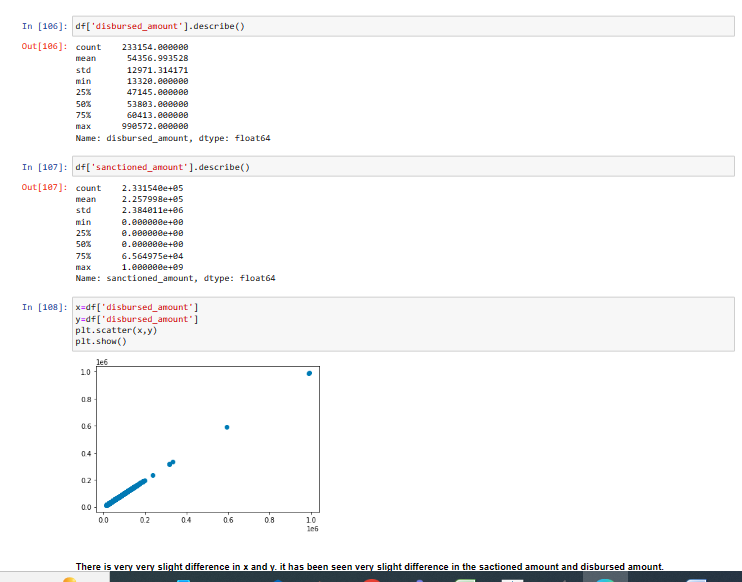 In [106]: df['disbursed_amount'].describe()
Out[106]: count 233154.000000
mean 54356.993528
std 12971.314171
min 13320.000000
25% 47145.000000
50% 53803.000000
75% 60413.000000
max 990572.000000
Name: disbursed_amount, dtype: float64
In [107]: df['sanctioned_amount'].describe()
Out[107]: count 2.331540e+05
mean 2.257998e+05
std 2.384011e+06
min 0.000000e+00
25% 0.000000e+00
50% 0.000000e+00
75% 6.564975e+04
max 1.000000e+09
Name: sanctioned_amount, dtype: float64
In [108]: x=df['disbursed_amount']
y=df['disbursed_amount']
plt.scatter(x,y)
plt.show()
1e6
1.0
0.8
0.6
0.4
0.2
0.0
0.0 0.2 0.4 0.6 0.8 1.0
1e6
There is very very slight difference in x and y. it has been seen very slight difference in the sactioned amount and disbursed amount.